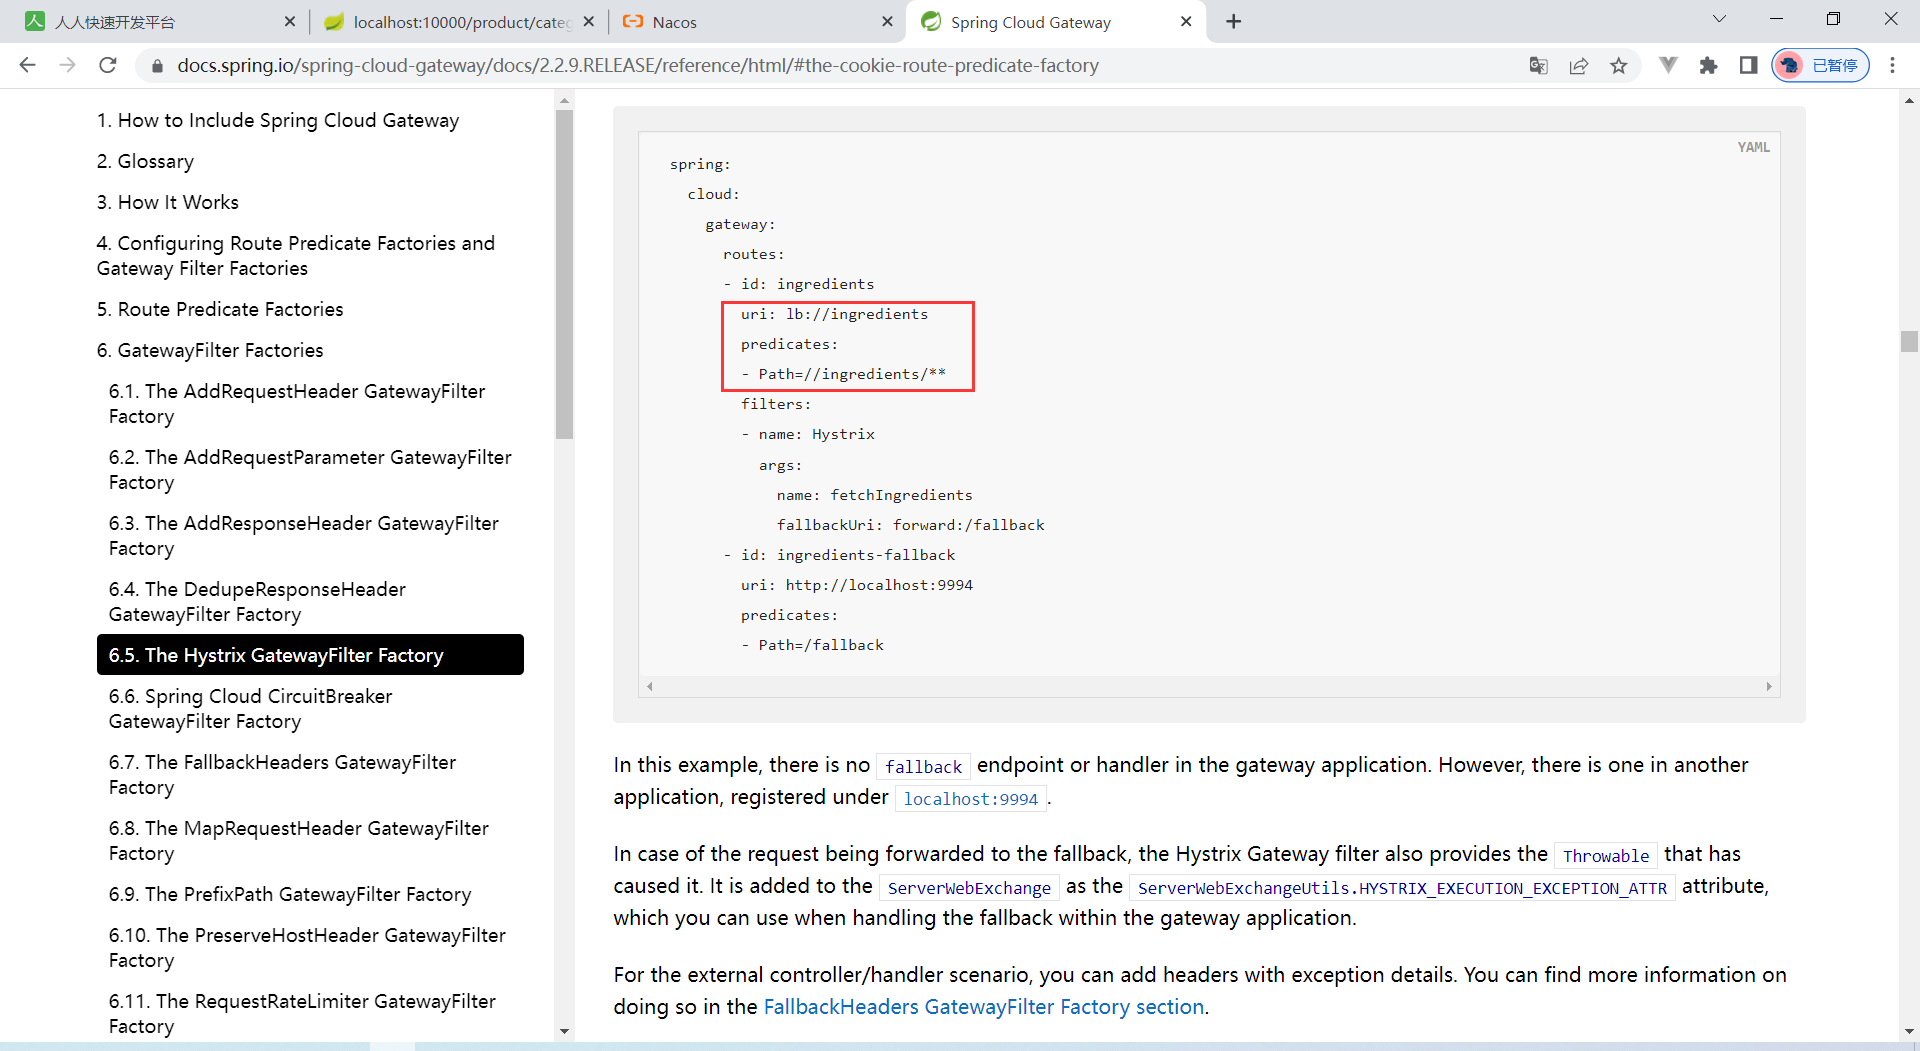 人人快速开发平台
localhost:10000/product/cate
Nacos
Spring Cloud Gateway
docs.spring.io/spring-cloud-gateway/docs/2.2.9.RELEASE/reference/html/#the-cookie-route-predicate-factory
已暂停
1. How to Include Spring Cloud Gateway
2. Glossary
3. How It Works
4. Configuring Route Predicate Factories and
Gateway Filter Factories
5. Route Predicate Factories
6. GatewayFilter Factories
6.1. The AddRequestHeader GatewayFilter
Factory
6.2. The AddRequestParameter GatewayFilter
Factory
6.3. The AddResponseHeader GatewayFilter
Factory
6.4. The DedupeResponseHeader
GatewayFilter Factory
6.5. The Hystrix GatewayFilter Factory
6.6. Spring Cloud CircuitBreaker
GatewayFilter Factory
6.7. The FallbackHeaders GatewayFilter
Factory
6.8. The MapRequestHeader GatewayFilter
Factory
6.9. The PrefixPath GatewayFilter Factory
6.10. The PreserveHostHeader GatewayFilter
Factory
6.11. The RequestRateLimiter GatewayFilter
Factory
YAML
spring:
cloud:
gateway:
routes:
- id: ingredients
uri: lb://ingredients
predicates:
- Path=//ingredients/**
filters:
- name: Hystrix
args:
name: fetchIngredients
fallbackUri: forward:/fallback
- id: ingredients-fallback
uri: http://localhost:9994
predicates:
- Path=/fallback
In this example, there is no fallback endpoint or handler in the gateway application. However, there is one in another
application, registered under localhost:9994.
In case of the request being forwarded to the fallback, the Hystrix Gateway filter also provides the Throwable that has
caused it. It is added to the ServerWebExchange as the ServerWebExchangeUtils.HYSTRIX_EXECUTION_EXCEPTION_ATTR attribute,
which you can use when handling the fallback within the gateway application.
For the external controller/handler scenario, you can add headers with exception details. You can find more information on
doing so in the FallbackHeaders GatewayFilter Factory section.